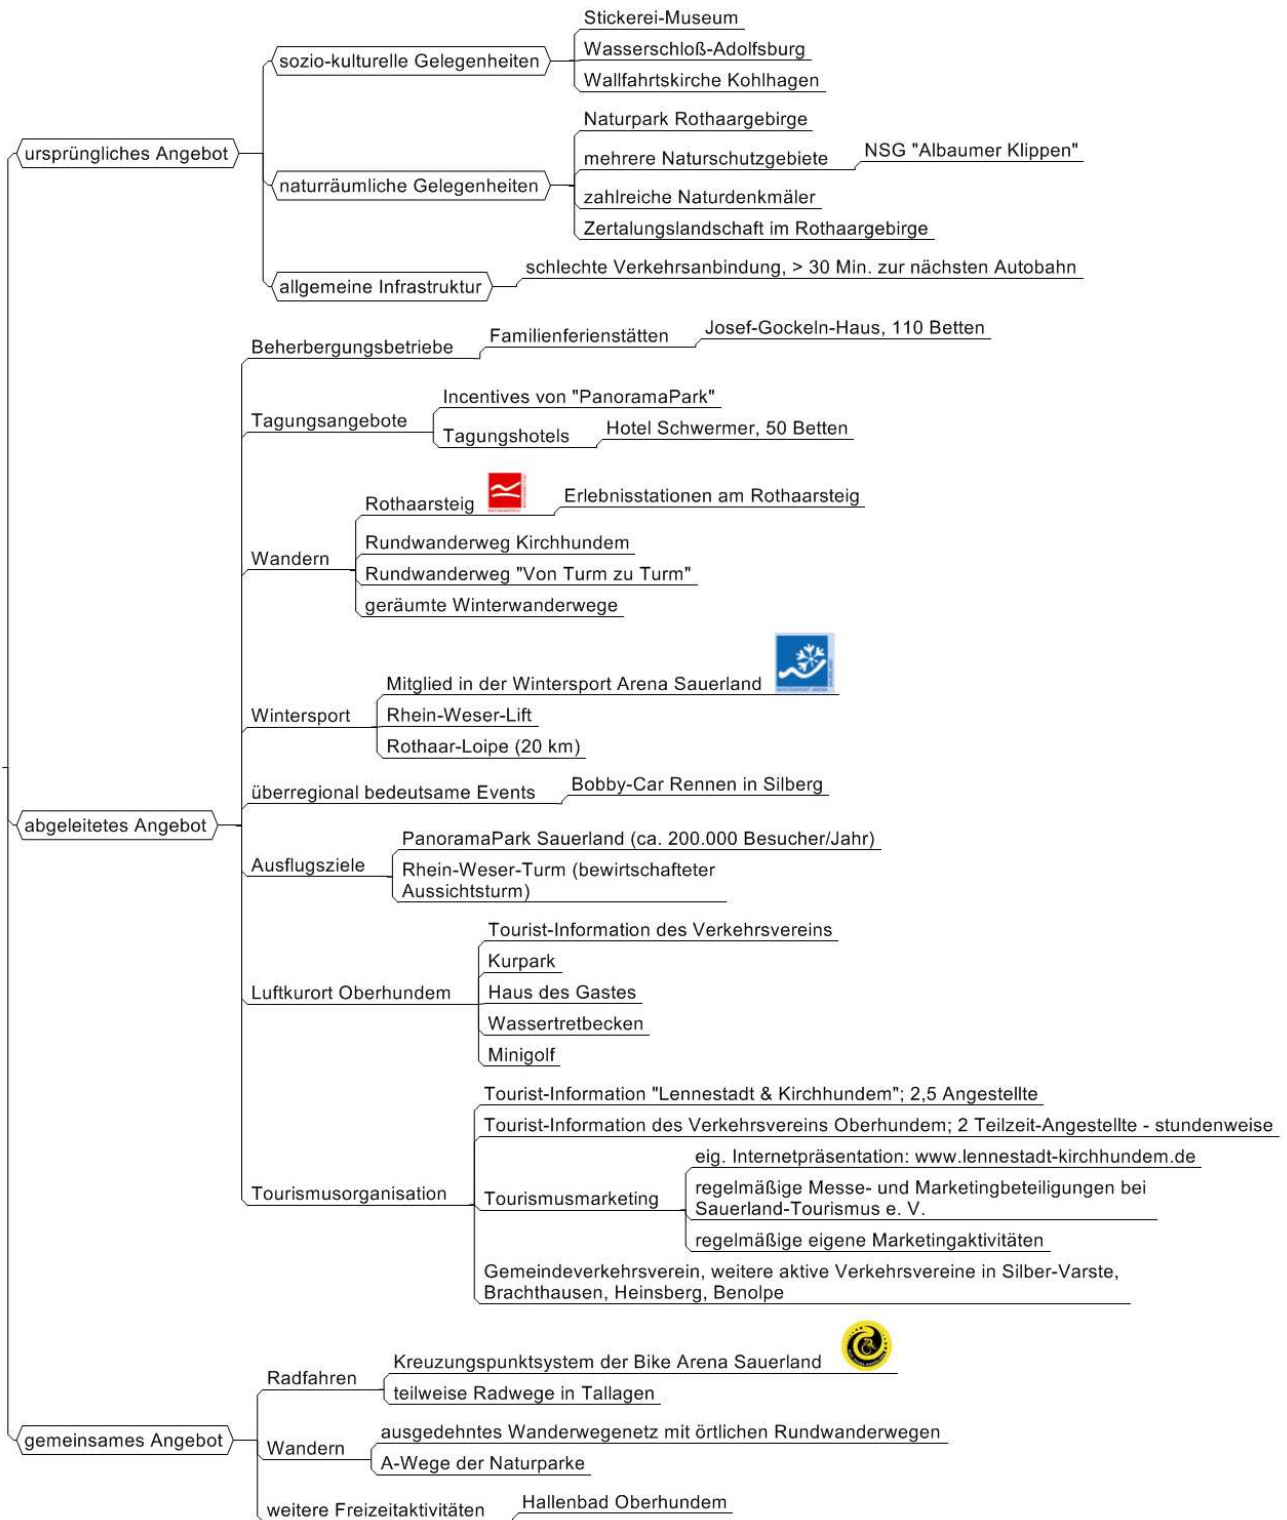 Stickerei-Museum
sozio-kulturelle Gelegenheiten
Wasserschloß-Adolfsburg
Wallfahrtskirche Kohlhagen
ursprüngliches Angebot
Naturpark Rothaargebirge
naturräumliche Gelegenheiten
mehrere Naturschutzgebiete
NSG "Albaumer Klippen"
zahlreiche Naturdenkmäler
Zertalungslandschaft im Rothaargebirge
allgemeine Infrastruktur
schlechte Verkehrsanbindung, > 30 Min. zur nächsten Autobahn
abgeleitetes Angebot
Beherbergungsbetriebe
Familienferienstätten
Josef-Gockeln-Haus, 110 Betten
Tagungsangebote
Incentives von "PanoramaPark"
Tagungshotels
Hotel Schwermer, 50 Betten
Wandern
Rothaarsteig
Erlebnisstationen am Rothaarsteig
Rundwanderweg Kirchhundem
Rundwanderweg "Von Turm zu Turm"
geräumte Winterwanderwege
Wintersport
Mitglied in der Wintersport Arena Sauerland
Rhein-Weser-Lift
Rothaar-Loipe (20 km)
überregional bedeutsame Events
Bobby-Car Rennen in Silberg
Ausflugsziele
PanoramaPark Sauerland (ca. 200.000 Besucher/Jahr)
Rhein-Weser-Turm (bewirtschafteter
Aussichtsturm)
Luftkurort Oberhundem
Tourist-Information des Verkehrsvereins
Kurpark
Haus des Gastes
Wassertretbecken
Minigolf
Tourismusorganisation
Tourist-Information "Lennestadt & Kirchhundem"; 2,5 Angestellte
Tourist-Information des Verkehrsvereins Oberhundem; 2 Teilzeit-Angestellte - stundenweise
Tourismusmarketing
eig. Internetpräsentation: www.lennestadt-kirchhundem.de
regelmäßige Messe- und Marketingbeteiligungen bei
Sauerland-Tourismus e. V.
regelmäßige eigene Marketingaktivitäten
Gemeindeverkehrsverein, weitere aktive Verkehrsvereine in Silber-Varste,
Brachthausen, Heinsberg, Benolpe
gemeinsames Angebot
Radfahren
Kreuzungspunktsystem der Bike Arena Sauerland
teilweise Radwege in Tallagen
Wandern
ausgedehntes Wanderwegenetz mit örtlichen Rundwanderwegen
A-Wege der Naturparke
weitere Freizeitaktivitäten
Hallenbad Oberhundem